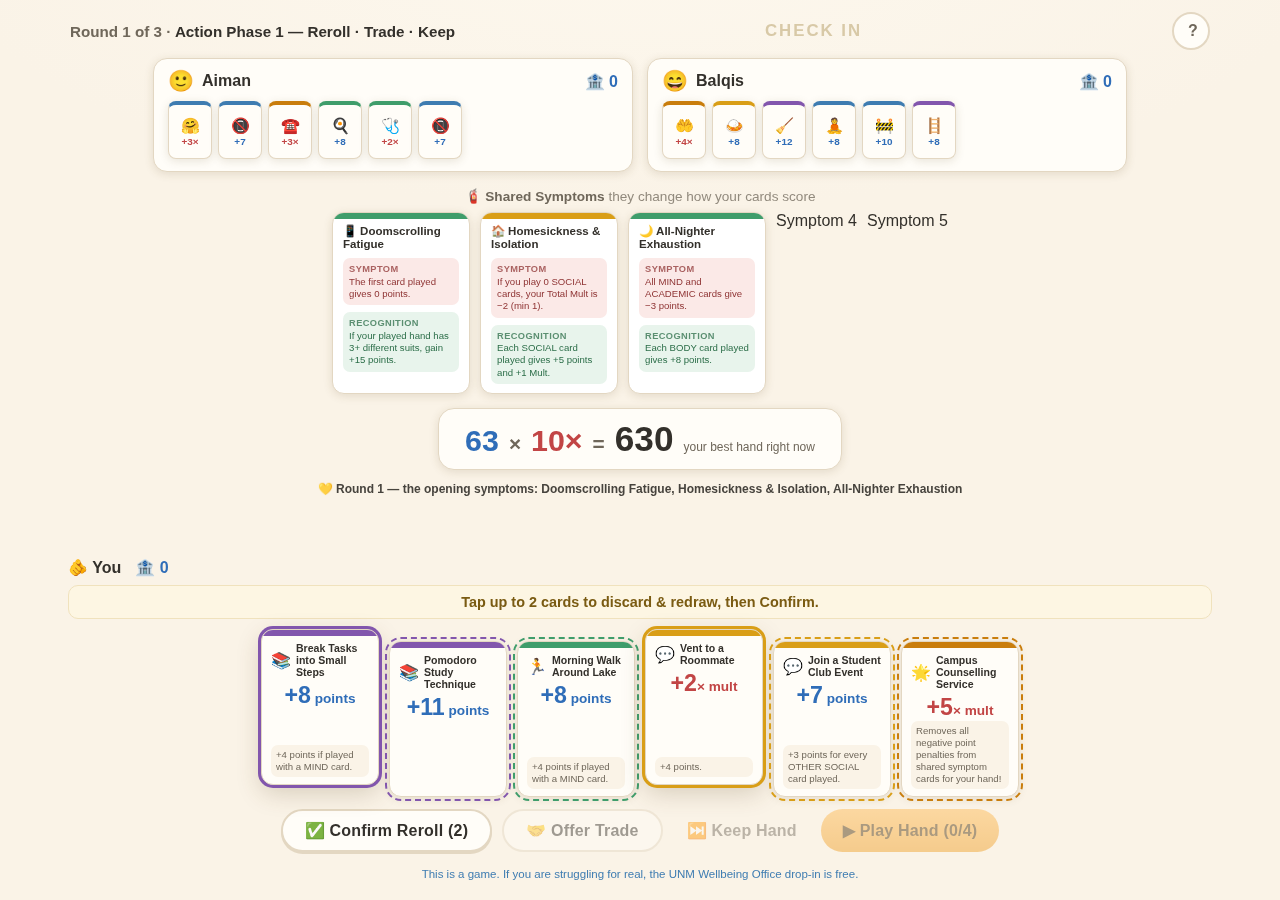 Round 1 of 3 · Action Phase 1 — Reroll · Trade · Keep
CHECK IN
?
Aiman
0
+3×
+7
+3×
+8
+2×
+7
Balqis
0
+4×
+8
+12
+8
+10
+8
Shared Symptoms they change how your cards score
Doomscrolling
Fatigue
SYMPTOM
The first card played
gives 0 points.
RECOGNITION
If your played hand has
3+ different suits, gain
+15 points.
Homesickness &
Isolation
SYMPTOM
If you play 0 SOCIAL
cards, your Total Mult is
−2 (min 1).
RECOGNITION
Each SOCIAL card
played gives +5 points
and +1 Mult.
All-Nighter
Exhaustion
SYMPTOM
All MIND and
ACADEMIC cards give
−3 points.
RECOGNITION
Each BODY card played
gives +8 points.
Symptom 4
Symptom 5
63 × 10× = 630 your best hand right now
Round 1 — the opening symptoms: Doomscrolling Fatigue, Homesickness & Isolation, All-Nighter Exhaustion
You 0
Tap up to 2 cards to discard & redraw, then Confirm.
Break Tasks
into Small
Steps
+8 points
+4 points if played
with a MIND card.
Pomodoro
Study
Technique
+11 points
Morning Walk
Around Lake
+8 points
+4 points if played
with a MIND card.
Vent to a
Roommate
+2× mult
+4 points.
Join a Student
Club Event
+7 points
+3 points for every
OTHER SOCIAL
card played.
Campus
Counselling
Service
+5× mult
Removes all
negative point
penalties from
shared symptom
cards for your hand!
Confirm Reroll (2)
Offer Trade
Keep Hand
Play Hand (0/4)
This is a game. If you are struggling for real, the UNM Wellbeing Office drop-in is free.